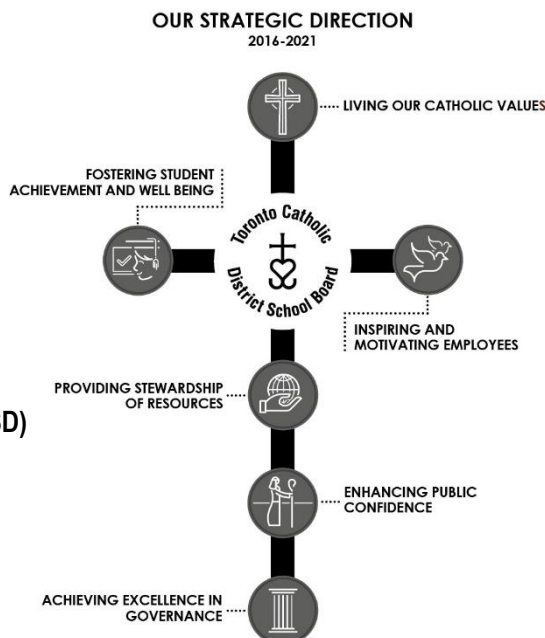 OUR STRATEGIC DIRECTION
2016-2021
LIVING OUR CATHOLIC VALUES
FOSTERING STUDENT
ACHIEVEMENT AND WELL BEING
Toronto Catholic
District School Board
INSPIRING AND
MOTIVATING EMPLOYEES
PROVIDING STEWARDSHIP
OF RESOURCES
D)
ENHANCING PUBLIC
CONFIDENCE
ACHIEVING EXCELLENCE IN
GOVERNANCE